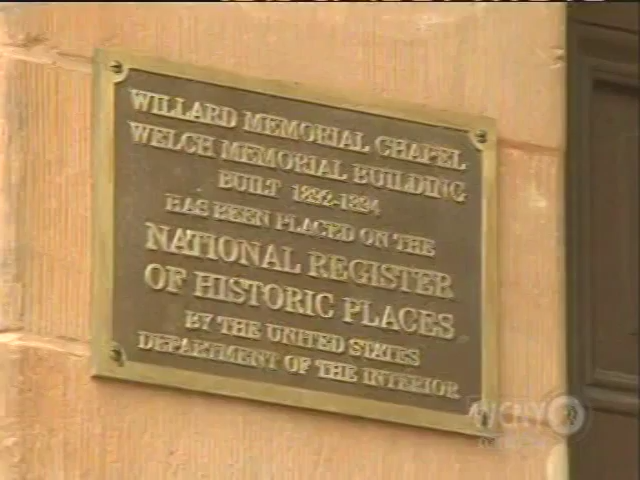 WILLARD MEMORIAL CHAPEL
WELCH MEMORIAL BUILDING
BUILT 1892-1894
HAS BEEN PLACED ON THE
NATIONAL REGISTER
OF HISTORIC PLACES
BY THE UNITED STATES
DEPARTMENT OF THE INTERIOR
WCNY